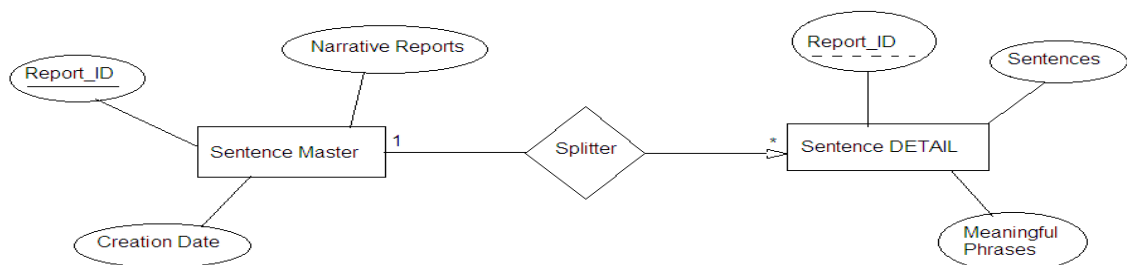 Narrative Reports
Report_ID
Report_ID
Sentences
Sentence Master
1
Splitter
*
Sentence DETAIL
Creation Date
Meaningful
Phrases